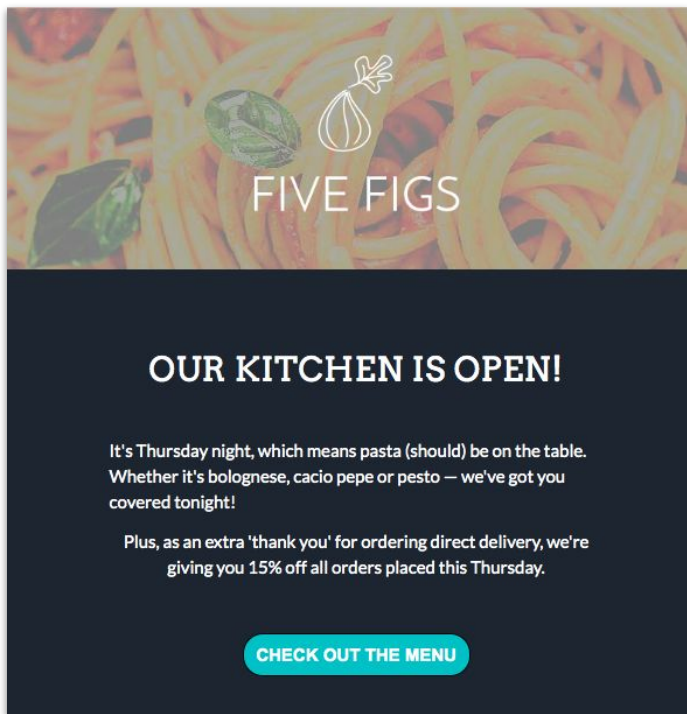 FIVE FIGS
OUR KITCHEN IS OPEN!
It's Thursday night, which means pasta (should) be on the table.
Whether it's bolognese, cacio pepe or pesto — we've got you
covered tonight!
Plus, as an extra 'thank you' for ordering direct delivery, we're
giving you 15% off all orders placed this Thursday.
CHECK OUT THE MENU